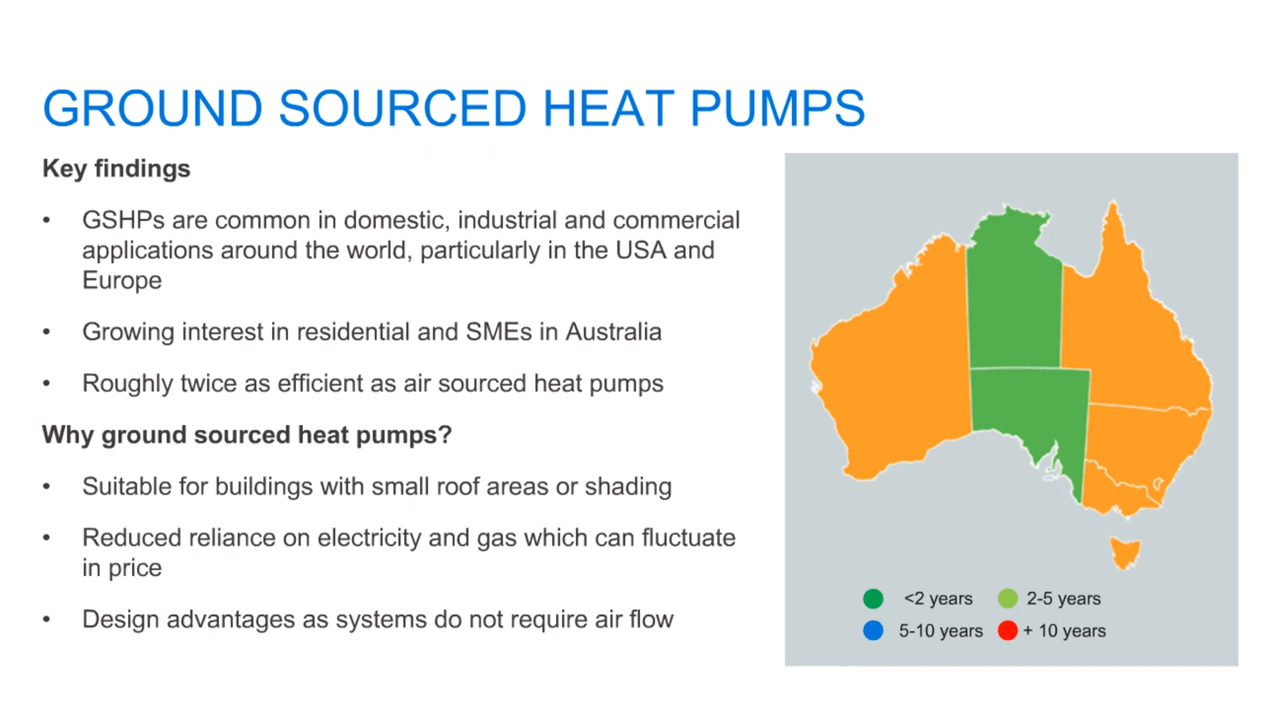 GROUND SOURCED HEAT PUMPS
Key findings
• GSHPs are common in domestic, industrial and commercial
applications around the world, particularly in the USA and
Europe
• Growing interest in residential and SMEs in Australia
• Roughly twice as efficient as air sourced heat pumps
Why ground sourced heat pumps?
• Suitable for buildings with small roof areas or shading
• Reduced reliance on electricity and gas which can fluctuate
in price
• Design advantages as systems do not require air flow
<2 years 2-5 years
5-10 years + 10 years